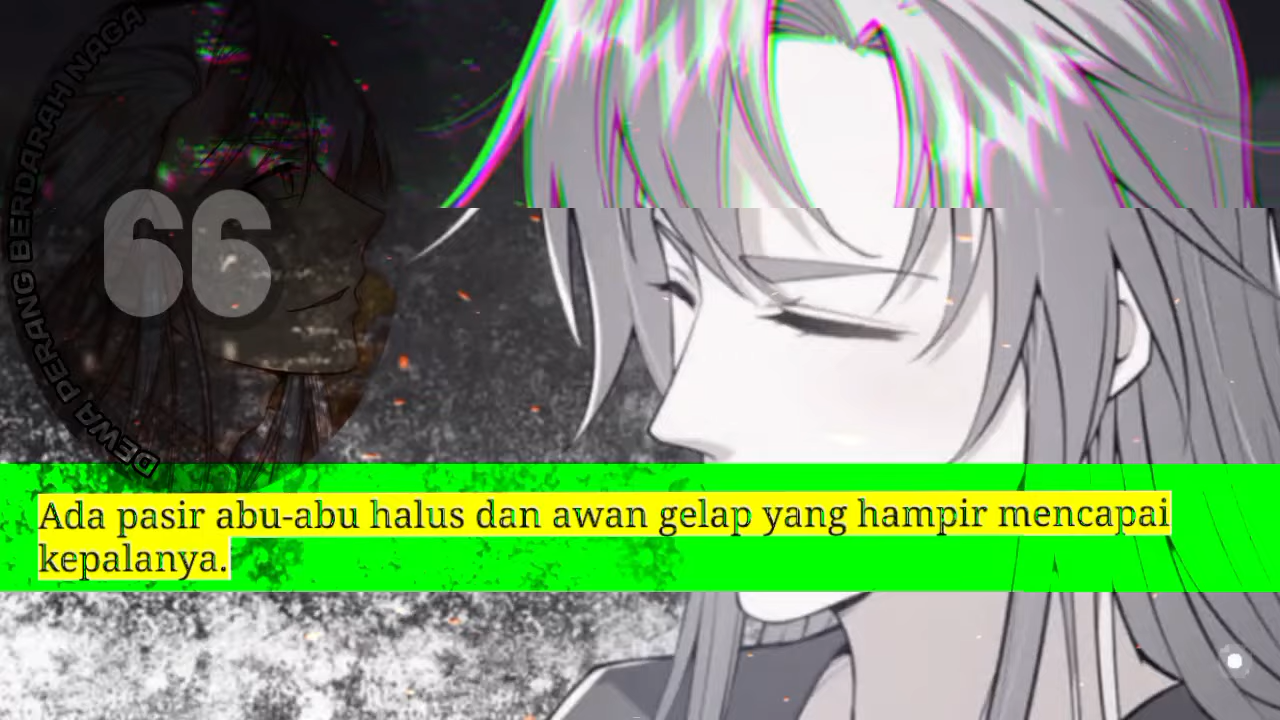 DEWA PERANG BERDARAH NAGA
66
Ada pasir abu-abu halus dan awan gelap yang hampir mencapai
kepalanya.